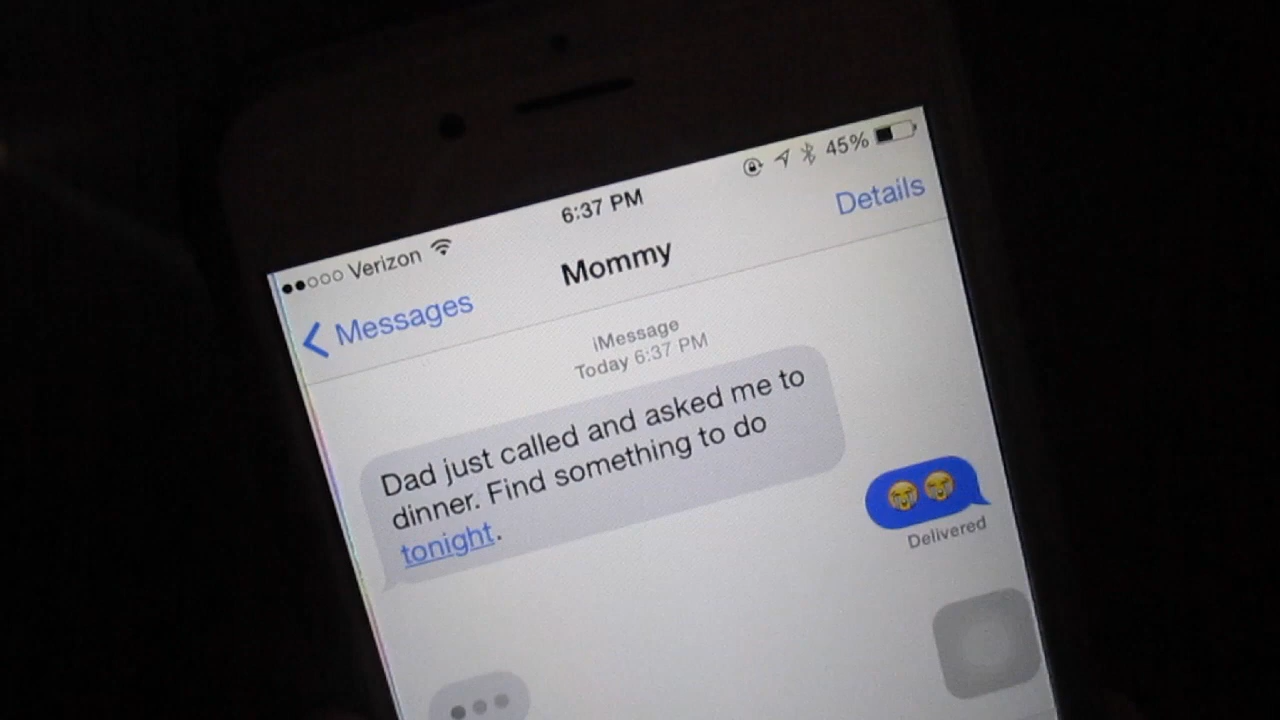 Verizon 6:37 PM 45%
Messages Mommy Details
iMessage
Today 6:37 PM
Dad just called and asked me to
dinner. Find something to do
tonight.
😭😭
Delivered